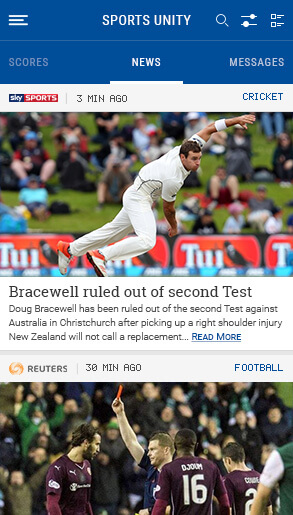 SPORTS UNITY
SCORES NEWS MESSAGES
sky SPORTS | 3 MIN AGO CRICKET
Tui Tui
Bracewell ruled out of second Test
Doug Bracewell has been ruled out of the second Test against
Australia in Christchurch after picking up a right shoulder injury
New Zealand will not call a replacement... READ MORE
REUTERS | 30 MIN AGO FOOTBALL
DJOUM
16